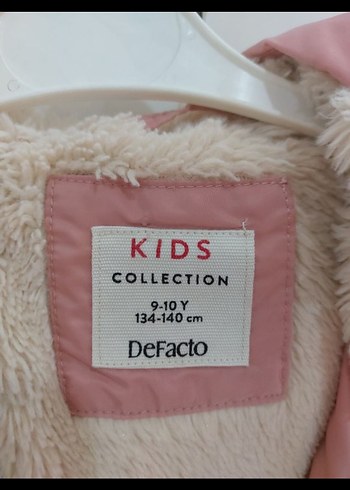 KIDS
COLLECTION
9-10 Y
134-140 cm
DeFacto